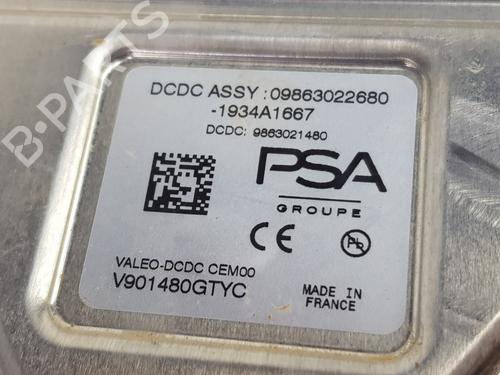 DCDC ASSY :09863022680
-1934A1667
DCDC: 9863021480
PSA
GROUPE
CE
Pb
VALEO-DCDC CEM00
V901480GTYC
MADE IN
FRANCE
B-PARTS